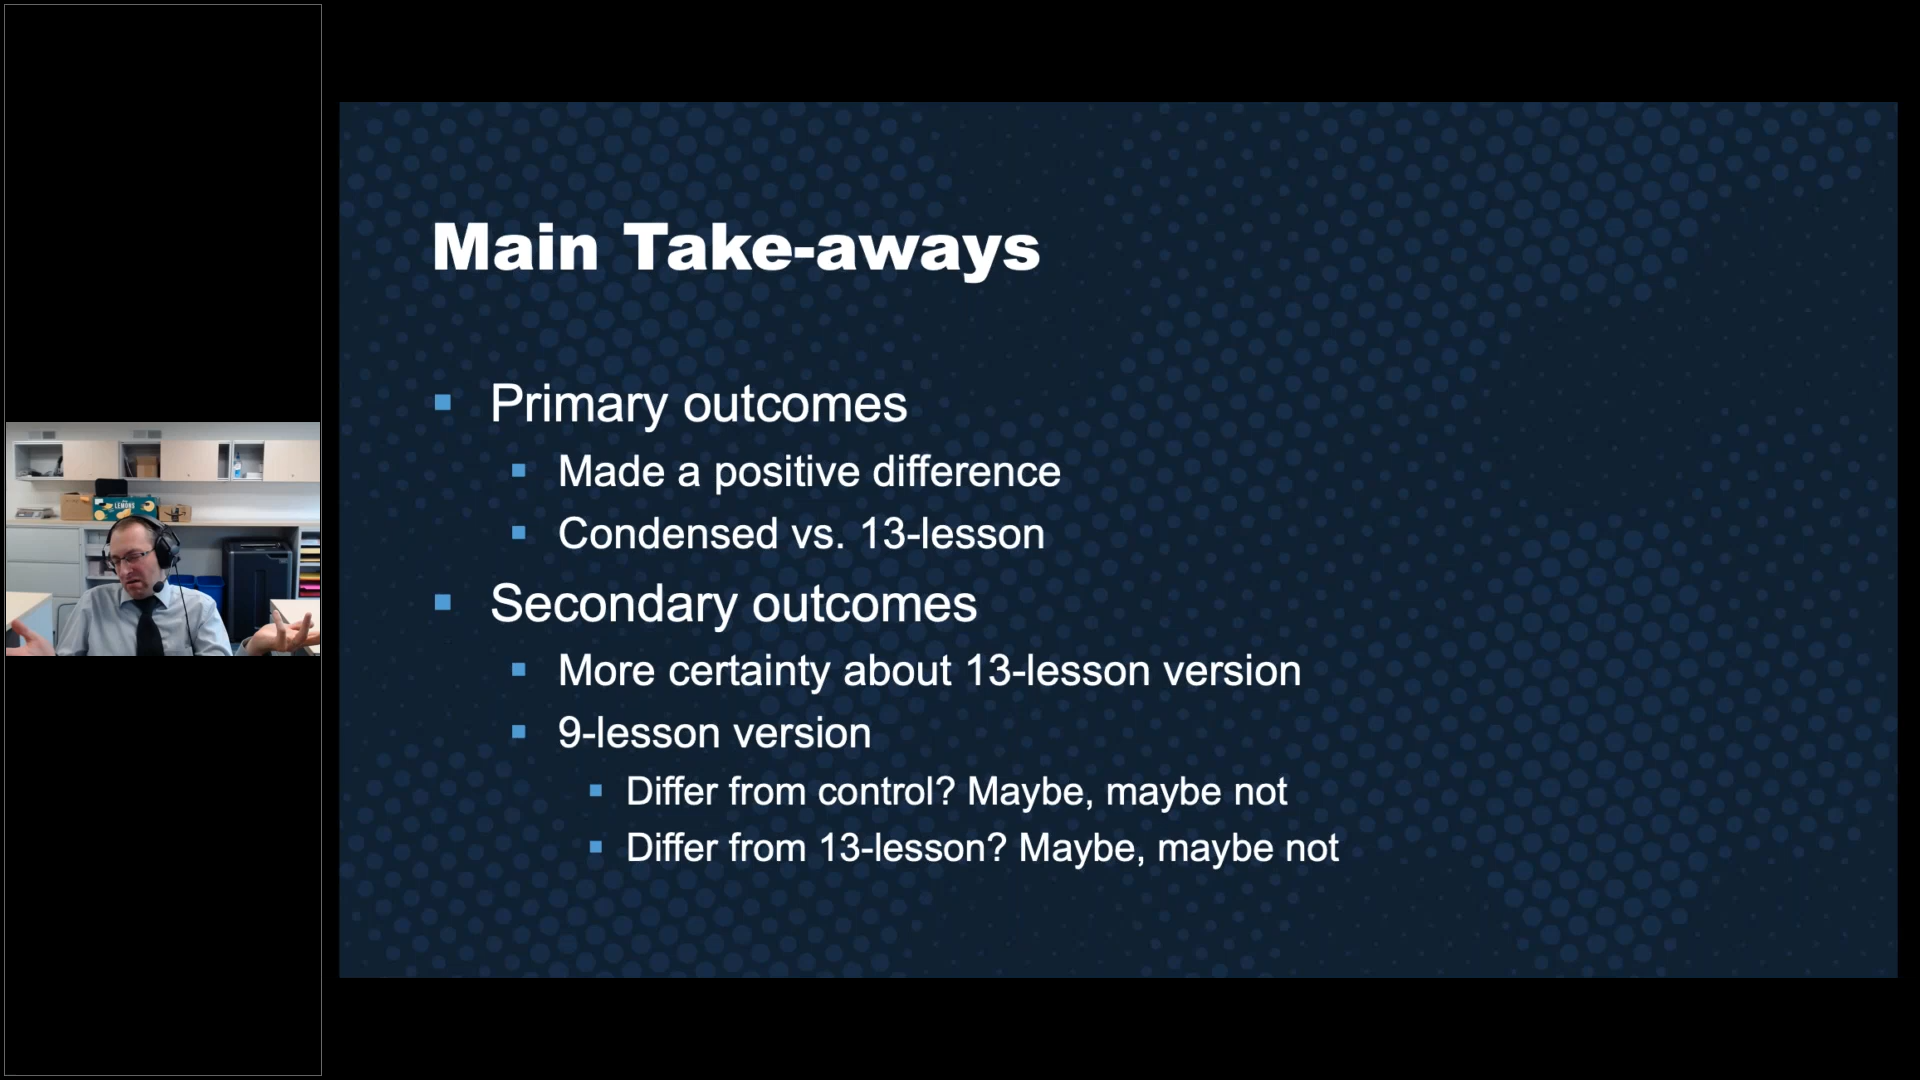 LEMONS
Main Take-aways
Primary outcomes
Made a positive difference
Condensed vs. 13-lesson
Secondary outcomes
More certainty about 13-lesson version
9-lesson version
Differ from control? Maybe, maybe not
Differ from 13-lesson? Maybe, maybe not